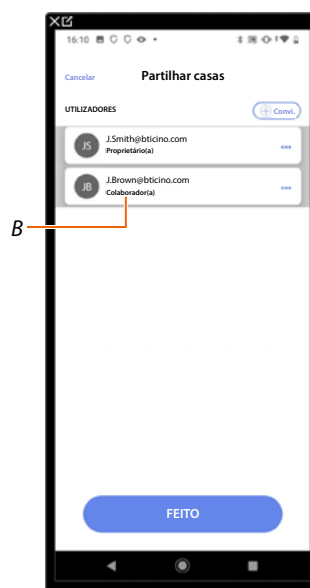 16:10
Cancelar
Partilhar casas
UTILIZADORES
Convi.
JS
J.Smith@bticino.com
Proprietário(a)
JB
J.Brown@bticino.com
Colaborador(a)
B
FEITO